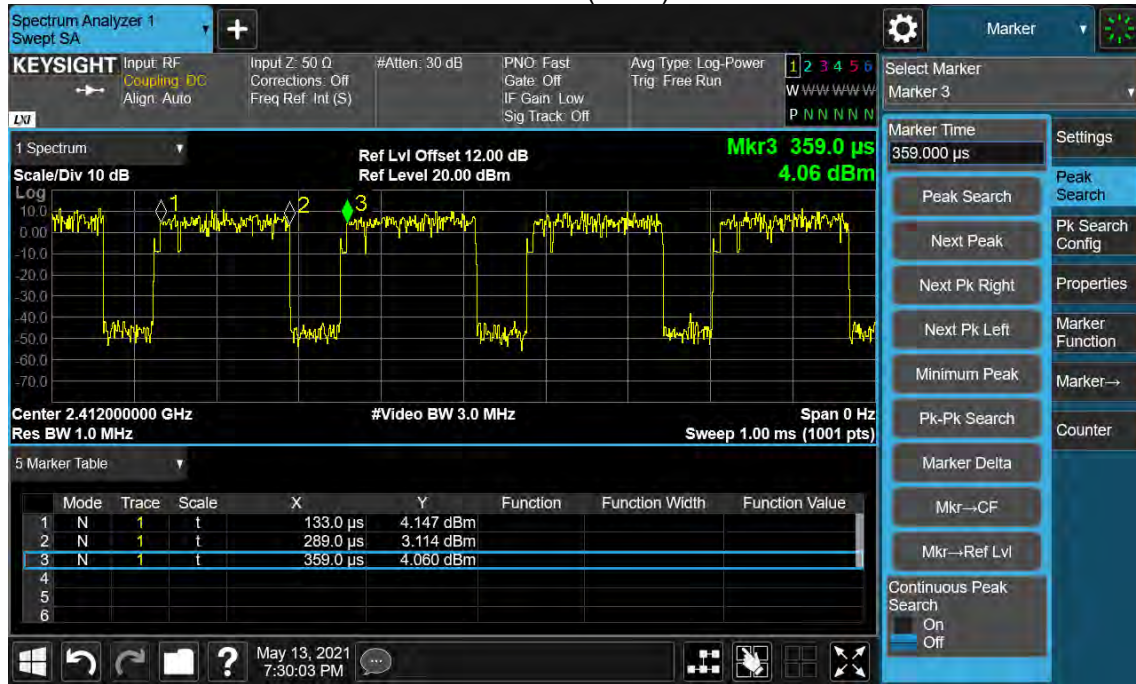 Spectrum Analyzer 1
Swept SA
+
Marker
KEYSIGHT
LXI
Input: RF
Coupling: DC
Align: Auto
Input Z: 50 Ω
Corrections: Off
Freq Ref: Int (S)
#Atten: 30 dB
PNO: Fast
Gate: Off
IF Gain: Low
Sig Track: Off
Avg Type: Log-Power
Trig: Free Run
1 2 3 4 5 6
W W W W W W
P N N N N N
Select Marker
Marker 3
1 Spectrum
Scale/Div 10 dB
Ref Lvl Offset 12.00 dB
Ref Level 20.00 dBm
Mkr3 359.0 µs
4.06 dBm
Log
10.0
0.00
-10.0
-20.0
-30.0
-40.0
-50.0
-60.0
-70.0
1
2
3
Center 2.412000000 GHz
Res BW 1.0 MHz
#Video BW 3.0 MHz
Span 0 Hz
Sweep 1.00 ms (1001 pts)
5 Marker Table
Mode Trace Scale X Y Function Function Width Function Value
1 N 1 t 133.0 µs 4.147 dBm
2 N 1 t 289.0 µs 3.114 dBm
3 N 1 t 359.0 µs 4.060 dBm
4
5
6
Marker Time
359.000 µs
Peak Search
Next Peak
Next Pk Right
Next Pk Left
Minimum Peak
Pk-Pk Search
Marker Delta
Mkr→CF
Mkr→Ref Lvl
Continuous Peak
Search
On
Off
Settings
Peak
Search
Pk Search
Config
Properties
Marker
Function
Marker→
Counter
?
May 13, 2021
7:30:03 PM